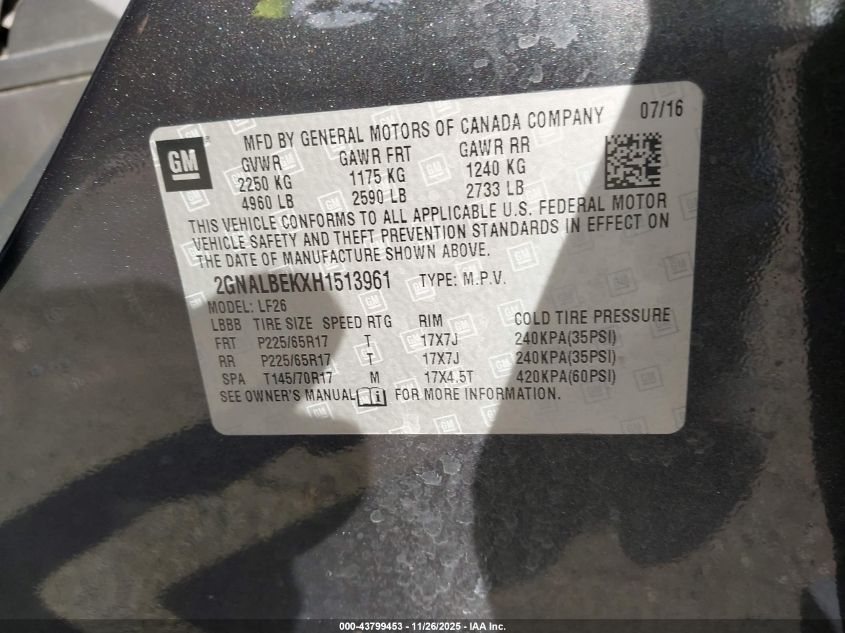 07/16
MFD BY GENERAL MOTORS OF CANADA COMPANY
GM
GVWR GAWR FRT GAWR RR
2250 KG 1175 KG 1240 KG
4960 LB 2590 LB 2733 LB
THIS VEHICLE CONFORMS TO ALL APPLICABLE U.S. FEDERAL MOTOR
VEHICLE SAFETY AND THEFT PREVENTION STANDARDS IN EFFECT ON
THE DATE OF MANUFACTURE SHOWN ABOVE.
2GNALBEKXH1513961 TYPE: M.P.V.
MODEL: LF26
LBBB TIRE SIZE SPEED RTG RIM COLD TIRE PRESSURE
FRT P225/65R17 T 17X7J 240KPA(35PSI)
RR P225/65R17 T 17X7J 240KPA(35PSI)
SPA T145/70R17 M 17X4.5T 420KPA(60PSI)
SEE OWNER'S MANUAL FOR MORE INFORMATION.
000-43799453 - 11/26/2025 - IAA Inc.